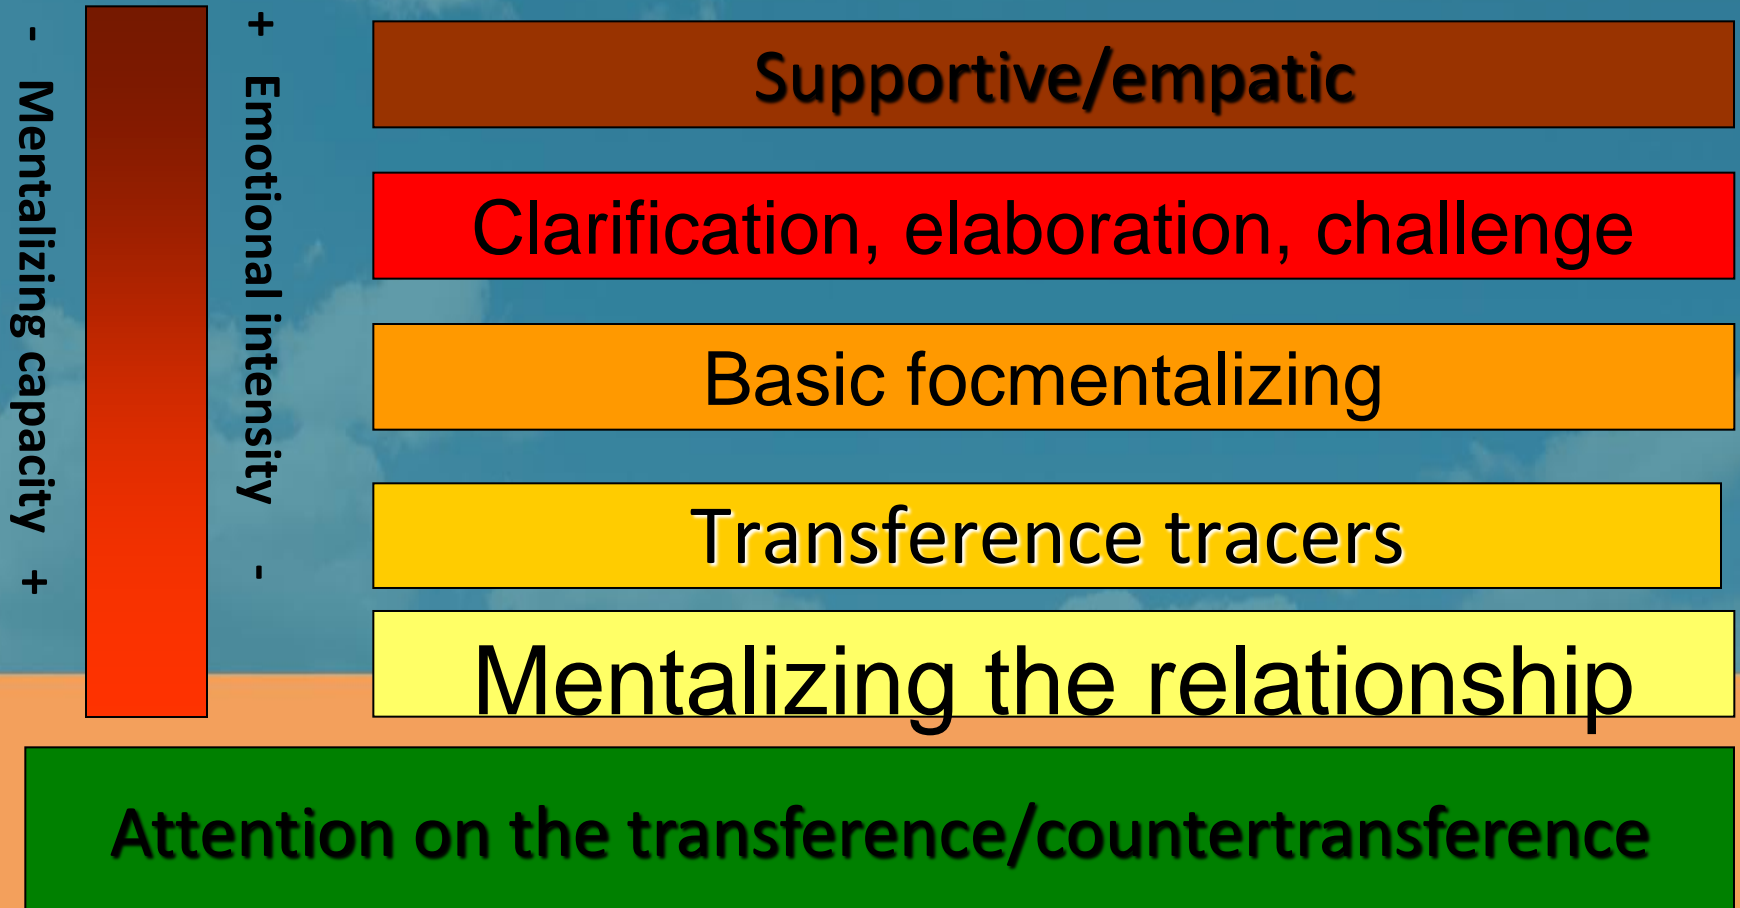 - Mentalizing capacity +
+ Emotional intensity -
Supportive/empatic
Clarification, elaboration, challenge
Basic focmentalizing
Transference tracers
Mentalizing the relationship
Attention on the transference/countertransference